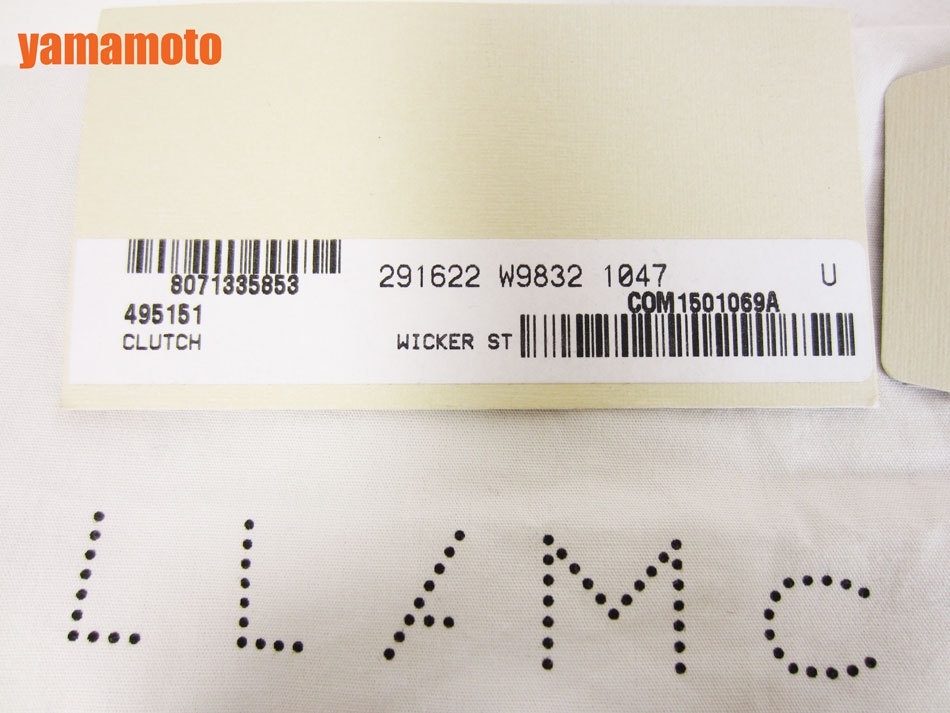 yamamoto
8071335853
291622 W9832 1047 U
COM1501069A
495151
CLUTCH WICKER ST
LLAMC